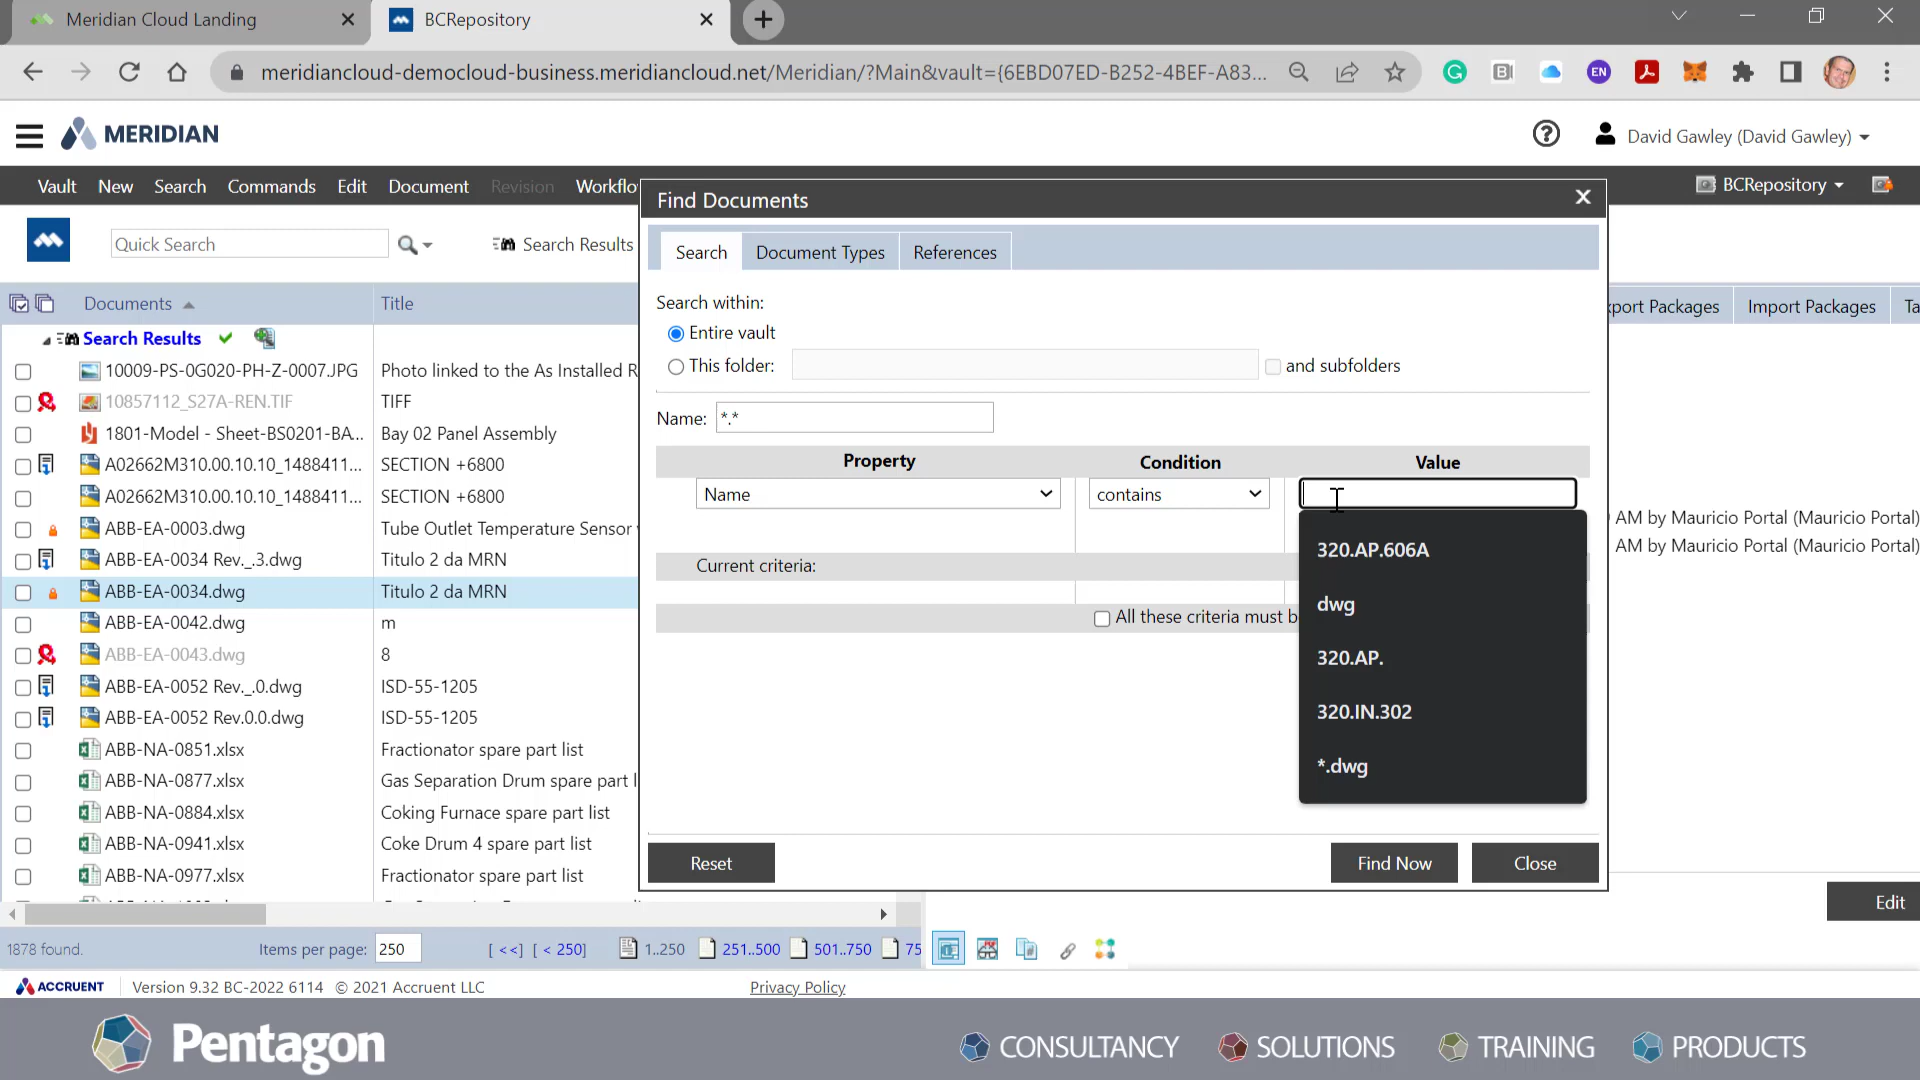 Meridian Cloud Landing
BCRepository
meridiancloud-democloud-business.meridiancloud.net/Meridian/?Main&vault={6EBD07ED-B252-4BEF-A83...
EN
MERIDIAN
David Gawley (David Gawley)
Vault New Search Commands Edit Document Revision Workflo
BCRepository
Quick Search
Search Results
Find Documents
Search Document Types References
Search within:
Entire vault
This folder:
and subfolders
Name: *.*
Property Condition Value
Name contains
320.AP.606A
dwg
320.AP.
320.IN.302
*.dwg
Current criteria:
All these criteria must b
Reset Find Now Close
xport Packages Import Packages Ta
AM by Mauricio Portal (Mauricio Portal)
AM by Mauricio Portal (Mauricio Portal)
Edit
Documents Title
Search Results
10009-PS-0G020-PH-Z-0007.JPG Photo linked to the As Installed R
10857112_S27A-REN.TIF TIFF
1801-Model - Sheet-BS0201-BA... Bay 02 Panel Assembly
A02662M310.00.10.10_1488411... SECTION +6800
A02662M310.00.10.10_1488411... SECTION +6800
ABB-EA-0003.dwg Tube Outlet Temperature Sensor
ABB-EA-0034 Rev._.3.dwg Titulo 2 da MRN
ABB-EA-0034.dwg Titulo 2 da MRN
ABB-EA-0042.dwg m
ABB-EA-0043.dwg 8
ABB-EA-0052 Rev._.0.dwg ISD-55-1205
ABB-EA-0052 Rev.0.0.dwg ISD-55-1205
ABB-NA-0851.xlsx Fractionator spare part list
ABB-NA-0877.xlsx Gas Separation Drum spare part l
ABB-NA-0884.xlsx Coking Furnace spare part list
ABB-NA-0941.xlsx Coke Drum 4 spare part list
ABB-NA-0977.xlsx Fractionator spare part list
1878 found. Items per page: 250 [ <<] [ < 250] 1..250 251..500 501..750 75
ACCRUENT Version 9.32 BC-2022 6114 © 2021 Accruent LLC Privacy Policy
Pentagon CONSULTANCY SOLUTIONS TRAINING PRODUCTS